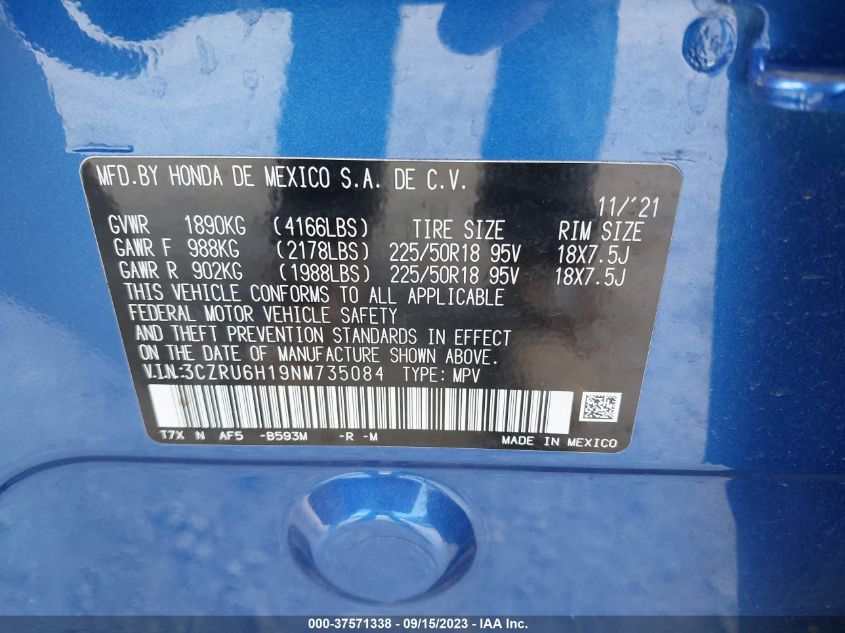 MFD.BY HONDA DE MEXICO S.A. DE C.V.
11/'21
GVWR 1890KG (4166LBS) TIRE SIZE RIM SIZE
GAWR F 988KG (2178LBS) 225/50R18 95V 18X7.5J
GAWR R 902KG (1988LBS) 225/50R18 95V 18X7.5J
THIS VEHICLE CONFORMS TO ALL APPLICABLE
FEDERAL MOTOR VEHICLE SAFETY
AND THEFT PREVENTION STANDARDS IN EFFECT
ON THE DATE OF MANUFACTURE SHOWN ABOVE.
V.I.N.:3CZRU6H19NM735084 TYPE: MPV
T7X N AF5 -B593M -R -M
MADE IN MEXICO
000-37571338 - 09/15/2023 - IAA Inc.